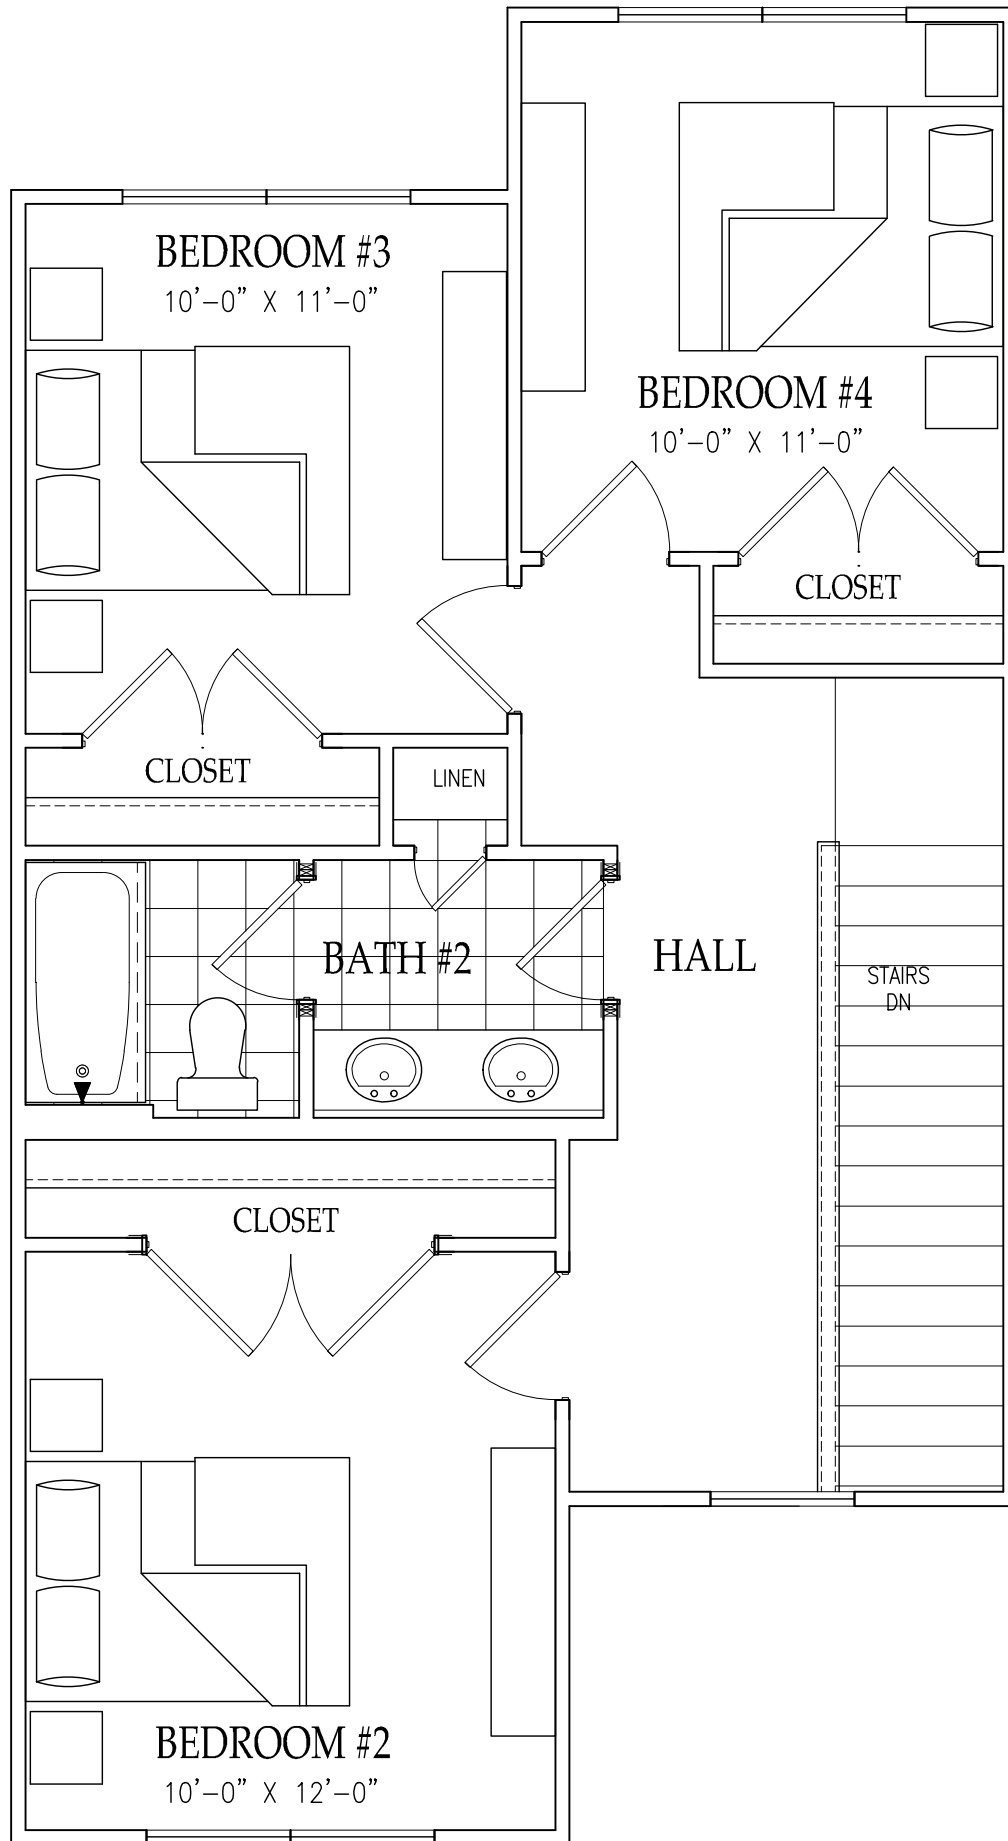 BEDROOM #3
10'-0" X 11'-0"
BEDROOM #4
10'-0" X 11'-0"
CLOSET
CLOSET
LINEN
BATH #2
HALL
STAIRS
DN
CLOSET
BEDROOM #2
10'-0" X 12'-0"